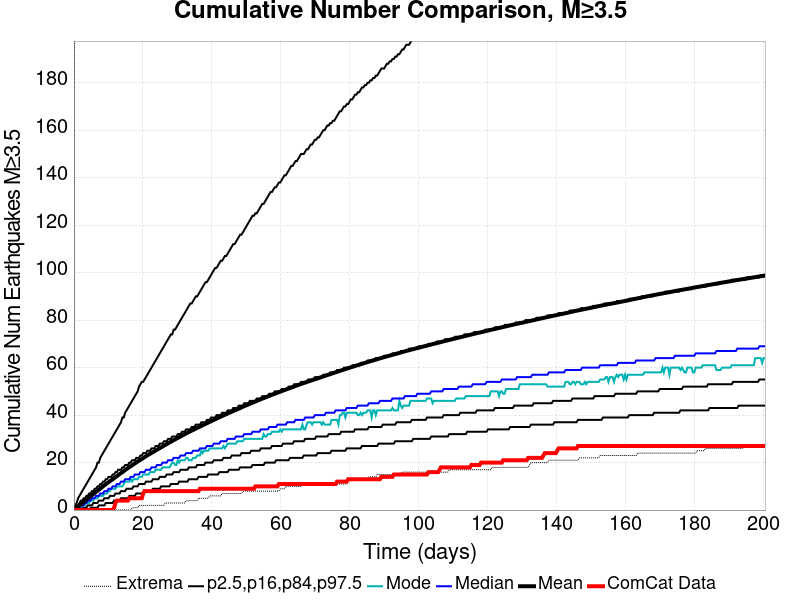 Cumulative Number Comparison, M≥3.5
Cumulative Num Earthquakes M≥3.5
180
160
140
120
100
80
60
40
20
0
0 20 40 60 80 100 120 140 160 180 200
Time (days)
Extrema p2.5,p16,p84,p97.5 Mode Median Mean ComCat Data